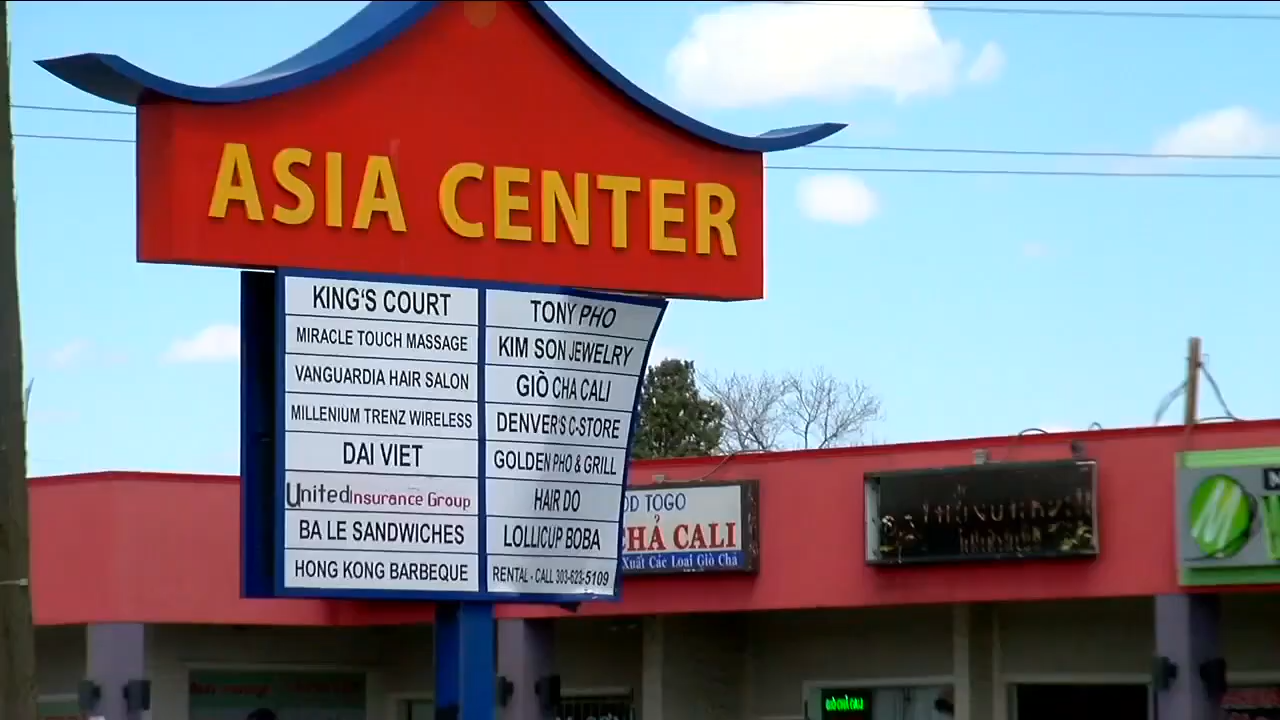 ASIA CENTER
KING'S COURT
MIRACLE TOUCH MASSAGE
VANGUARDIA HAIR SALON
MILLENIUM TRENZ WIRELESS
DAI VIET
United Insurance Group
BA LE SANDWICHES
HONG KONG BARBEQUE
TONY PHO
KIM SON JEWELRY
GIÒ CHA CALI
DENVER'S C-STORE
GOLDEN PHO & GRILL
HAIR DO
LOLLICUP BOBA
RENTAL - CALL 303-623-5109
OD TOGO
HẢ CALI
Xuất Các Loại Giò Chả